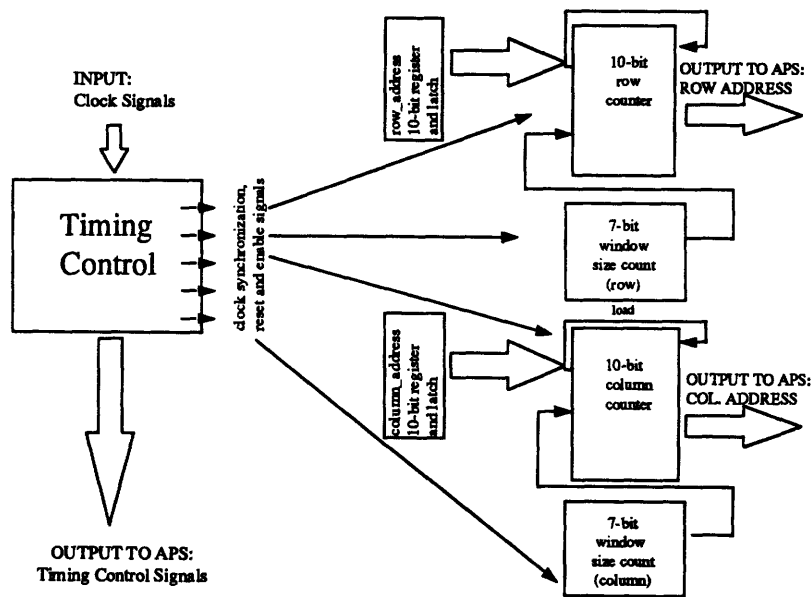 INPUT:
Clock Signals
Timing
Control
OUTPUT TO APS:
Timing Control Signals
clock synchronization,
reset and enable signals
row_address
10-bit register
and latch
10-bit
row
counter
OUTPUT TO APS:
ROW ADDRESS
7-bit
window
size count
(row)
load
column_address
10-bit register
and latch
10-bit
column
counter
OUTPUT TO APS:
COL. ADDRESS
7-bit
window
size count
(column)